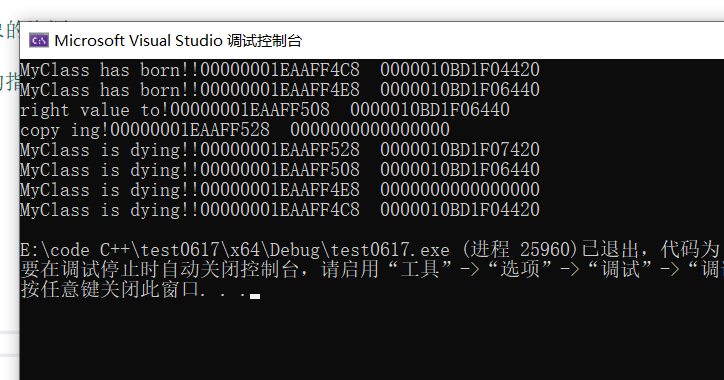 象的
Microsoft Visual Studio 调试控制台
的指
MyClass has born!!00000001EAAFF4C8  0000010BD1F04420
MyClass has born!!00000001EAAFF4E8  0000010BD1F06440
right value to!00000001EAAFF508  0000010BD1F06440
copy ing!00000001EAAFF528  0000000000000000
MyClass is dying!!00000001EAAFF528  0000010BD1F07420
MyClass is dying!!00000001EAAFF508  0000010BD1F06440
MyClass is dying!!00000001EAAFF4E8  0000000000000000
MyClass is dying!!00000001EAAFF4C8  0000010BD1F04420
E:\code C++\test0617\x64\Debug\test0617.exe (进程 25960)已退出，代码为
要在调试停止时自动关闭控制台，请启用“工具”->“选项”->“调试”->“调
按任意键关闭此窗口. . .